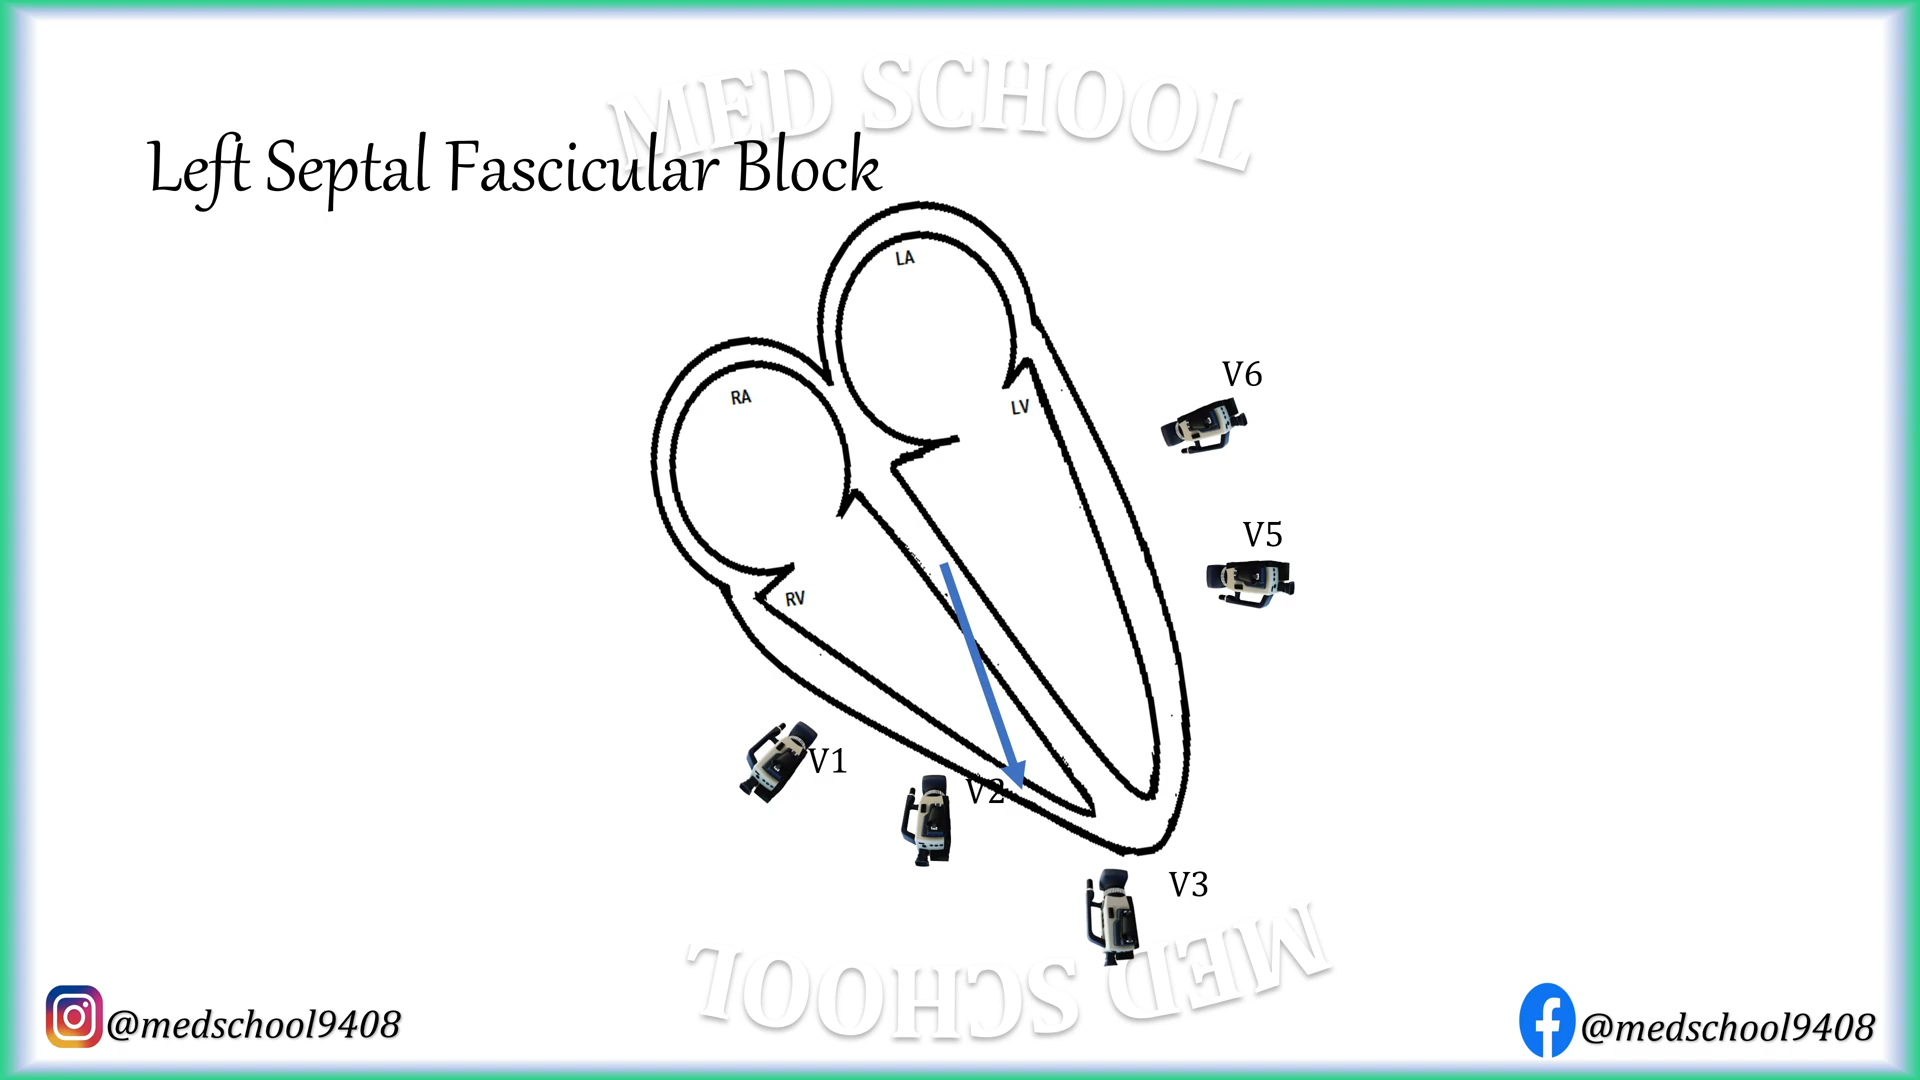 MED SCHOOL
Left Septal Fascicular Block
LA
RA
LV
V6
V5
RV
V1
V2
V3
MED SCHOOL
@medschool9408
@medschool9408